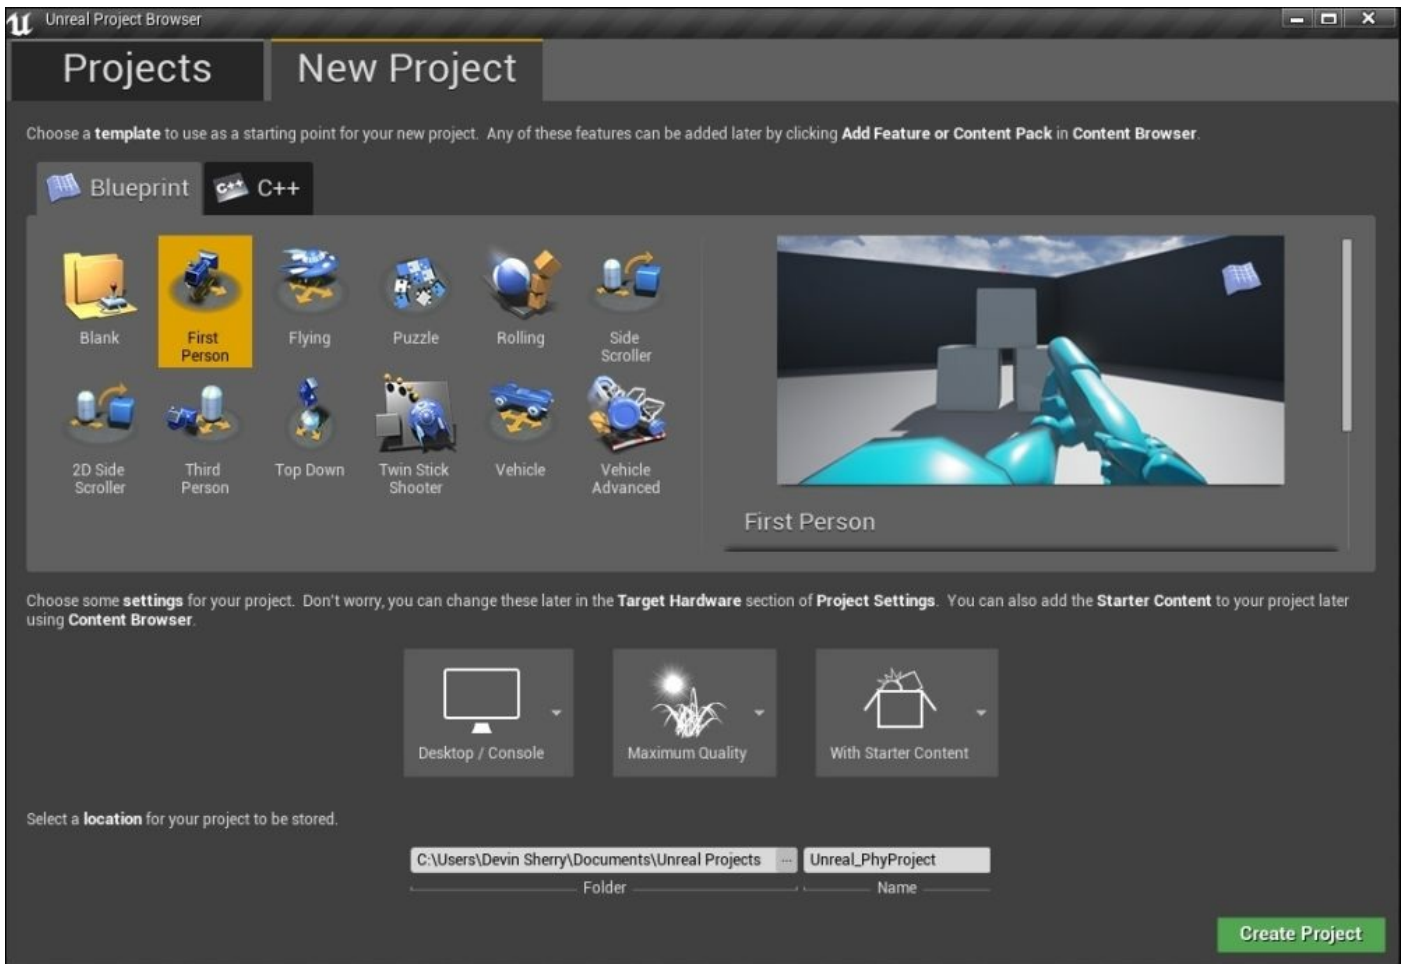 Unreal Project Browser
Projects
New Project
Choose a template to use as a starting point for your new project. Any of these features can be added later by clicking Add Feature or Content Pack in Content Browser.
Blueprint
C++
C++
Blank
First
Person
Flying
Puzzle
Rolling
Side
Scroller
2D Side
Scroller
Third
Person
Top Down
Twin Stick
Shooter
Vehicle
Vehicle
Advanced
First Person
Choose some settings for your project. Don't worry, you can change these later in the Target Hardware section of Project Settings. You can also add the Starter Content to your project later
using Content Browser.
Desktop / Console
Maximum Quality
With Starter Content
Select a location for your project to be stored.
C:\Users\Devin Sherry\Documents\Unreal Projects
...
Unreal_PhyProject
Folder
Name
Create Project